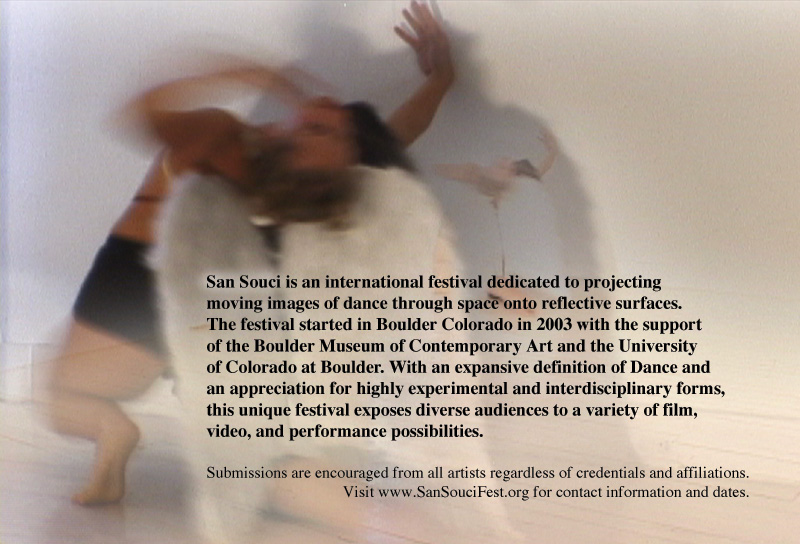 San Souci is an international festival dedicated to projecting
moving images of dance through space onto reflective surfaces.
The festival started in Boulder Colorado in 2003 with the support
of the Boulder Museum of Contemporary Art and the University
of Colorado at Boulder. With an expansive definition of Dance and
an appreciation for highly experimental and interdisciplinary forms,
this unique festival exposes diverse audiences to a variety of film,
video, and performance possibilities.
Submissions are encouraged from all artists regardless of credentials and affiliations.
Visit www.SanSouciFest.org for contact information and dates.